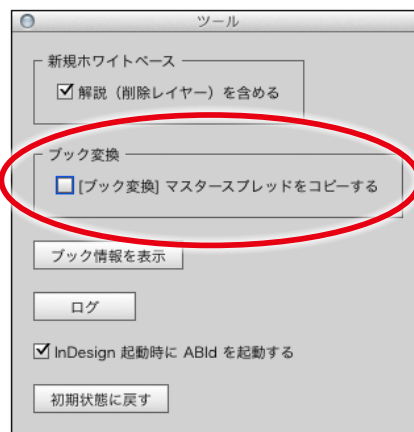 ツール
新規ホワイトベース
解説（削除レイヤー）を含める
ブック変換
[ブック変換] マスタースプレッドをコピーする
ブック情報を表示
ログ
InDesign 起動時に ABId を起動する
初期状態に戻す